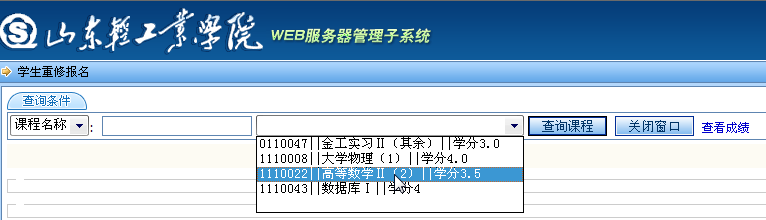 山东轻工业学院 WEB服务器管理子系统
学生重修报名
查询条件
课程名称 : 查询课程 关闭窗口 查看成绩
0110047||金工实习Ⅱ（其余）||学分3.0
1110008||大学物理（1）||学分4.0
1110022||高等数学Ⅱ（2）||学分3.5
1110043||数据库Ⅰ||学分4